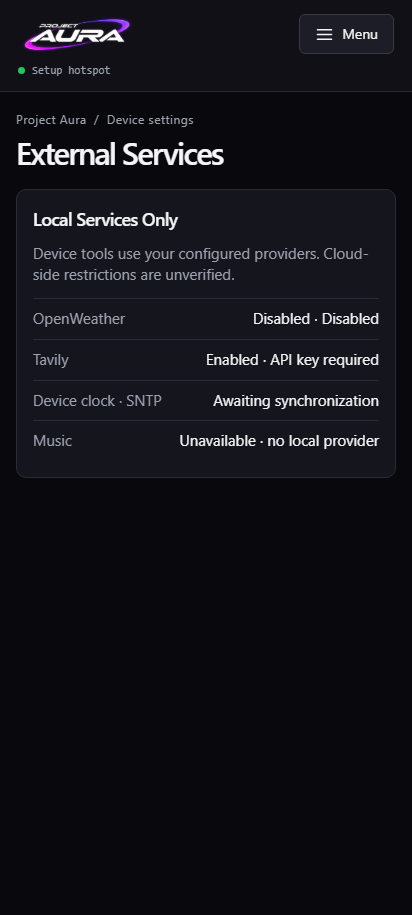 PROJECT
AURA
Menu
Setup hotspot
Project Aura / Device settings
External Services
Local Services Only
Device tools use your configured providers. Cloud-
side restrictions are unverified.
OpenWeather Disabled · Disabled
Tavily Enabled · API key required
Device clock · SNTP Awaiting synchronization
Music Unavailable · no local provider